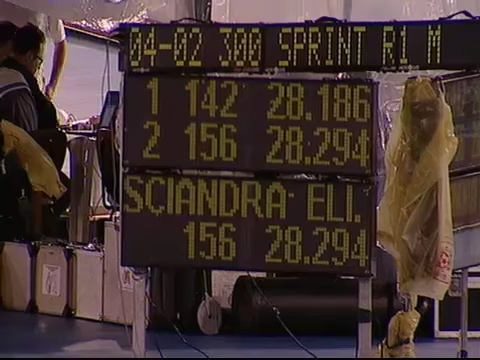 04-02 300 SPRINT R1 M
1 142 28.186
2 156 28.294
SCIANDRA ELI.
156 28.294